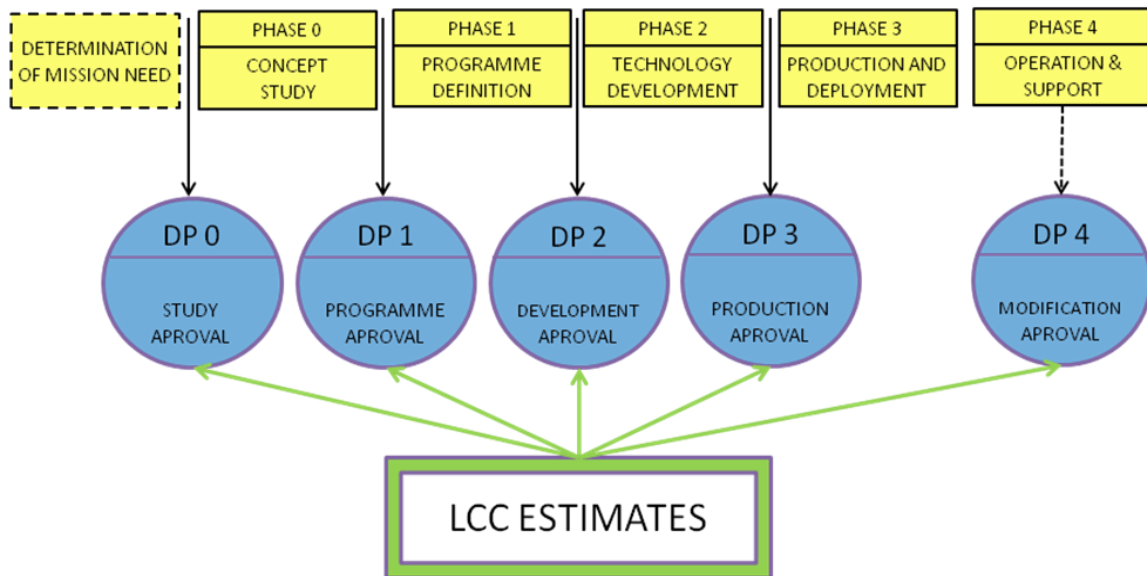 DETERMINATION
OF MISSION NEED
PHASE 0
CONCEPT
STUDY
PHASE 1
PROGRAMME
DEFINITION
PHASE 2
TECHNOLOGY
DEVELOPMENT
PHASE 3
PRODUCTION AND
DEPLOYMENT
PHASE 4
OPERATION &
SUPPORT
DP 0
STUDY
APROVAL
DP 1
PROGRAMME
APROVAL
DP 2
DEVELOPMENT
APROVAL
DP 3
PRODUCTION
APROVAL
DP 4
MODIFICATION
APROVAL
LCC ESTIMATES